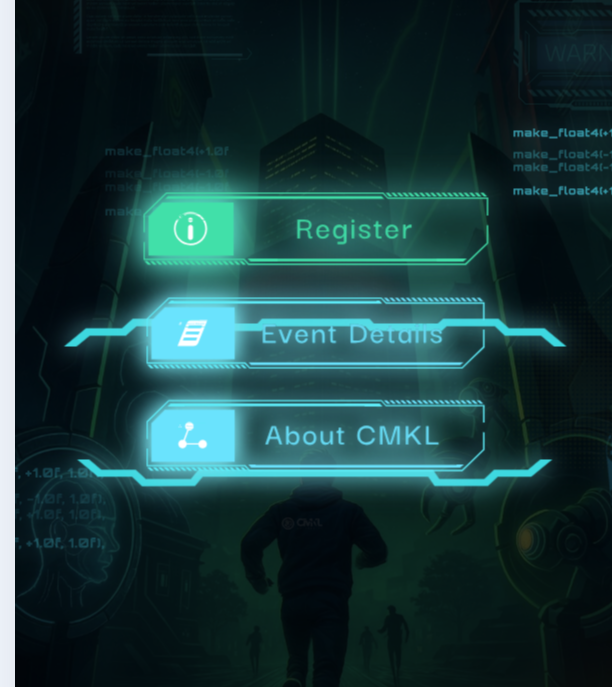 WARN
make_float4(+1.0f
make_float4(-1.0f
make_float4(+1
make_float4(-1
make_float4(-1
make_float4(+1
make
Register
Event Details
About CMKL
+1.0f, 1.0f
, -1.0f, 1.0f),
, +1.0f, 1.0f),
, +1.0f, 1.0f),
CMKL